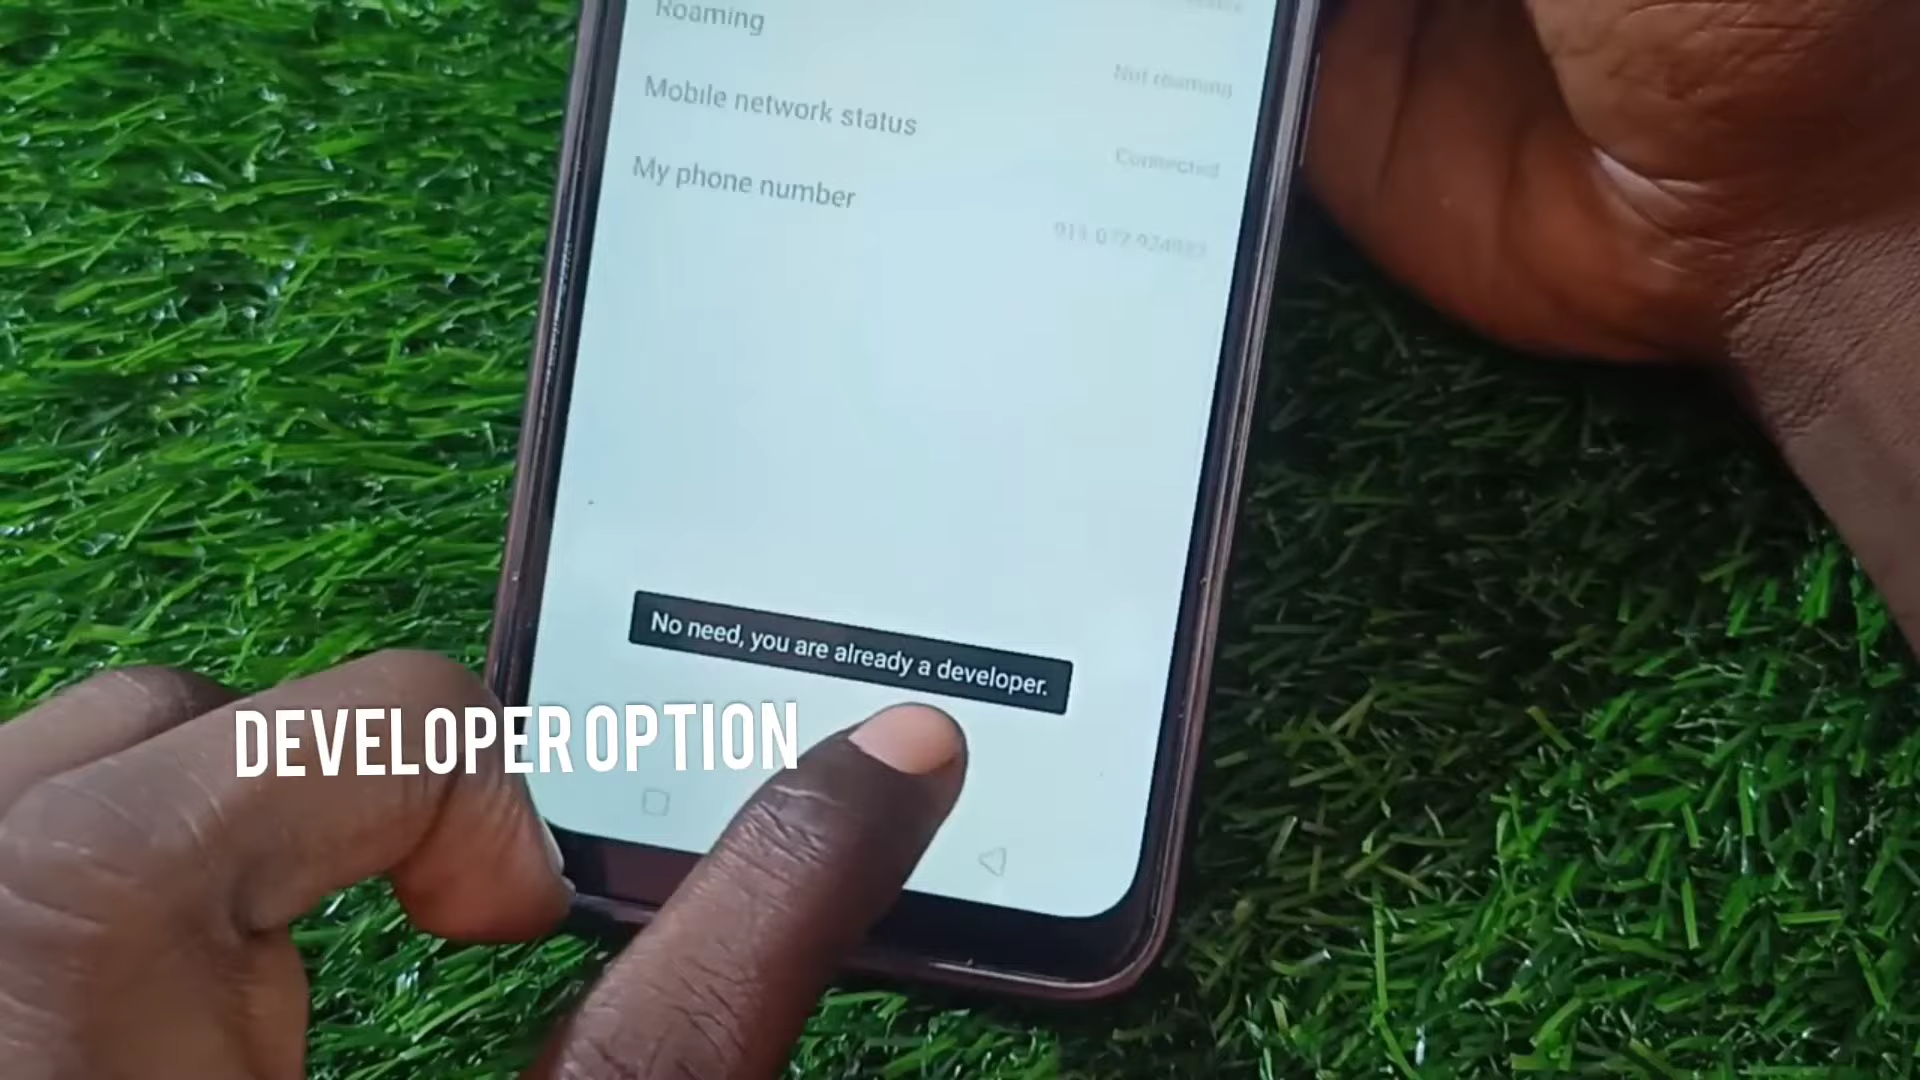 Roaming
Not roaming
Mobile network status
Connected
My phone number
No need, you are already a developer.
DEVELOPER OPTION